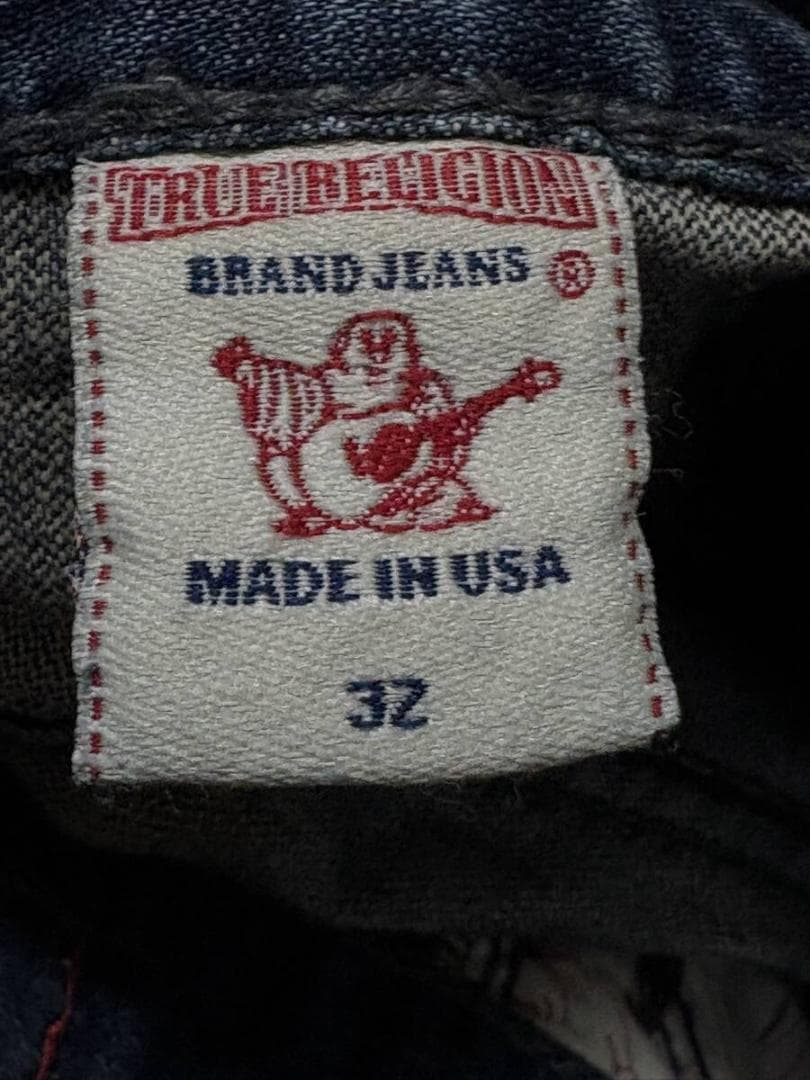 TRUE RELIGION
BRAND JEANS ®
MADE IN USA
32